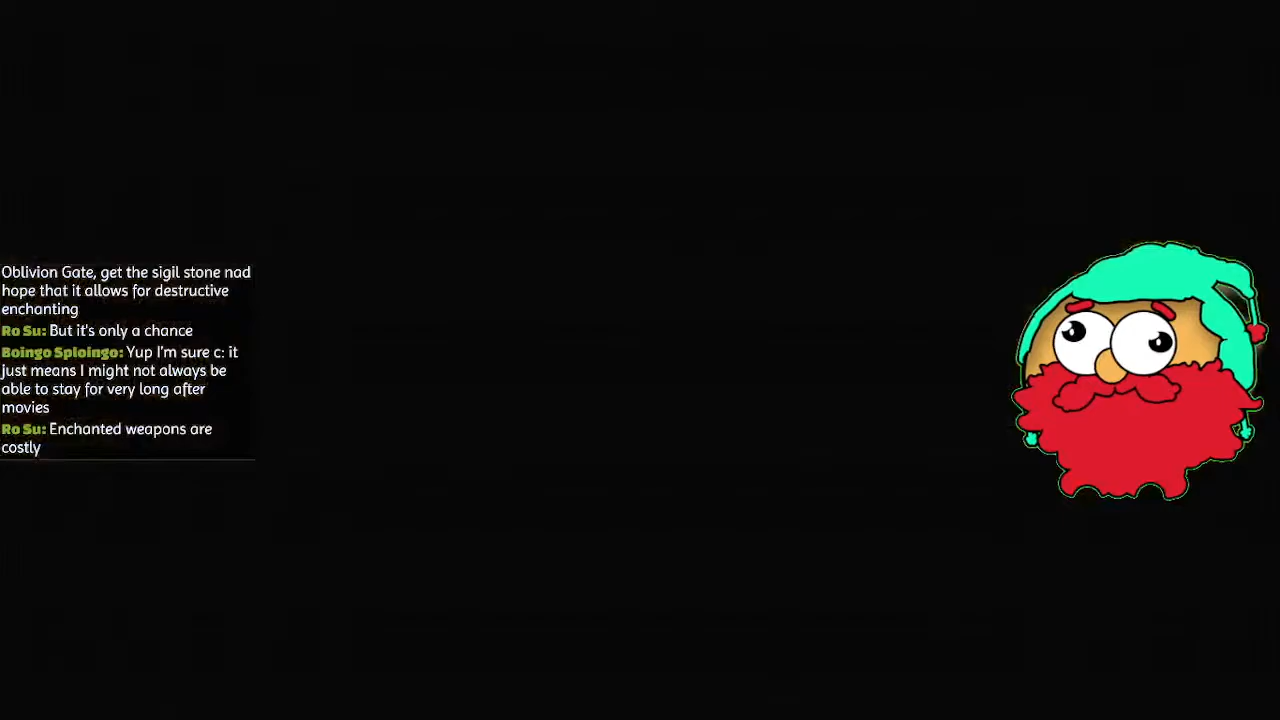 Oblivion Gate, get the sigil stone nad
hope that it allows for destructive
enchanting
Ro Su: But it's only a chance
Boingo Sploingo: Yup I'm sure c: it
just means I might not always be
able to stay for very long after
movies
Ro Su: Enchanted weapons are
costly